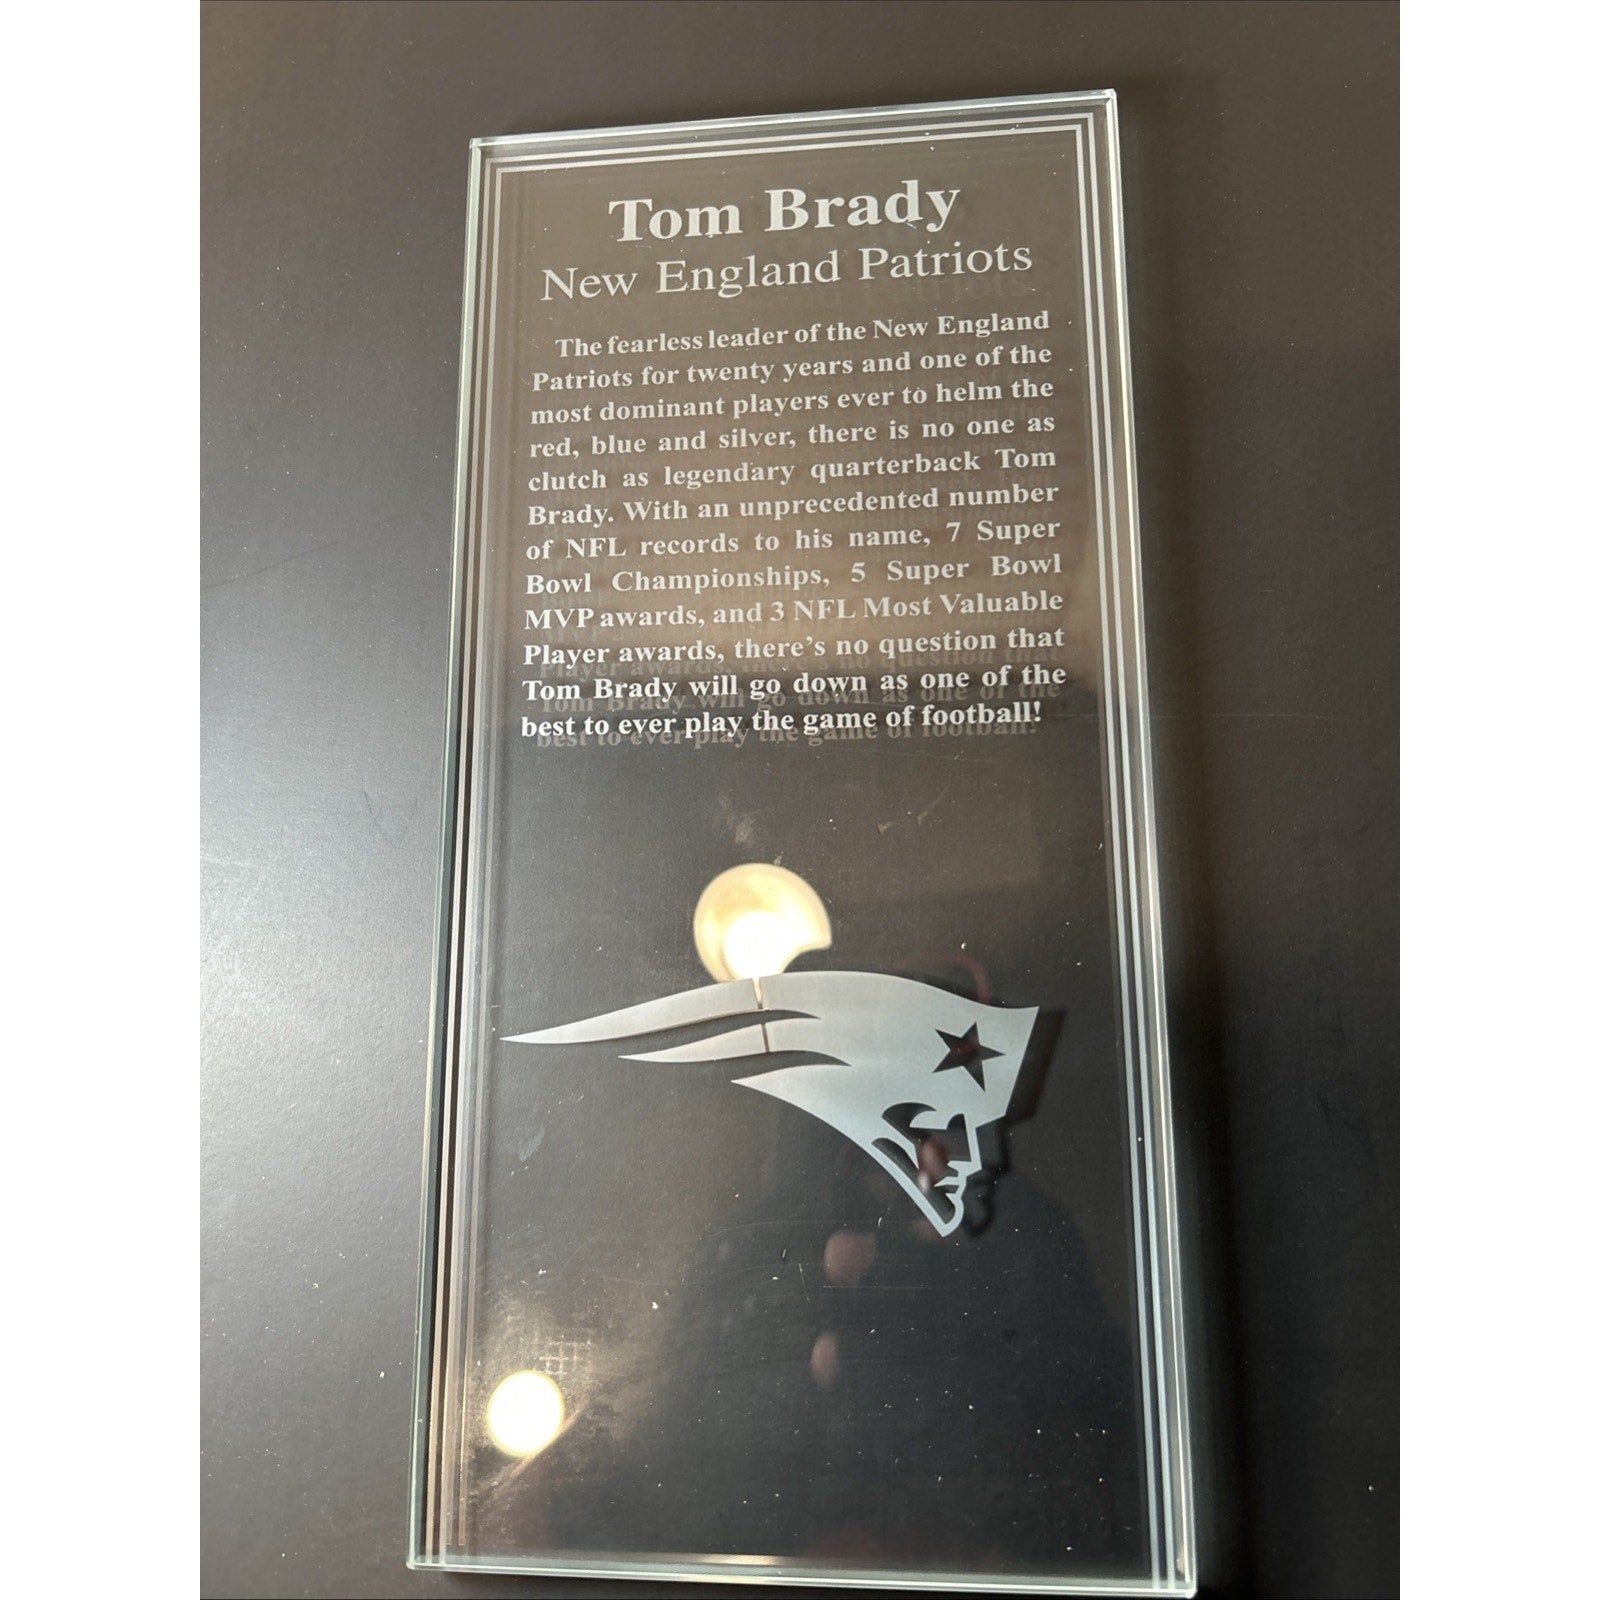 Tom Brady
New England Patriots
The fearless leader of the New England
Patriots for twenty years and one of the
most dominant players ever to helm the
red, blue and silver, there is no one as
clutch as legendary quarterback Tom
Brady. With an unprecedented number
of NFL records to his name, 7 Super
Bowl Championships, 5 Super Bowl
MVP awards, and 3 NFL Most Valuable
Player awards, there’s no question that
Tom Brady will go down as one of the
best to ever play the game of football!